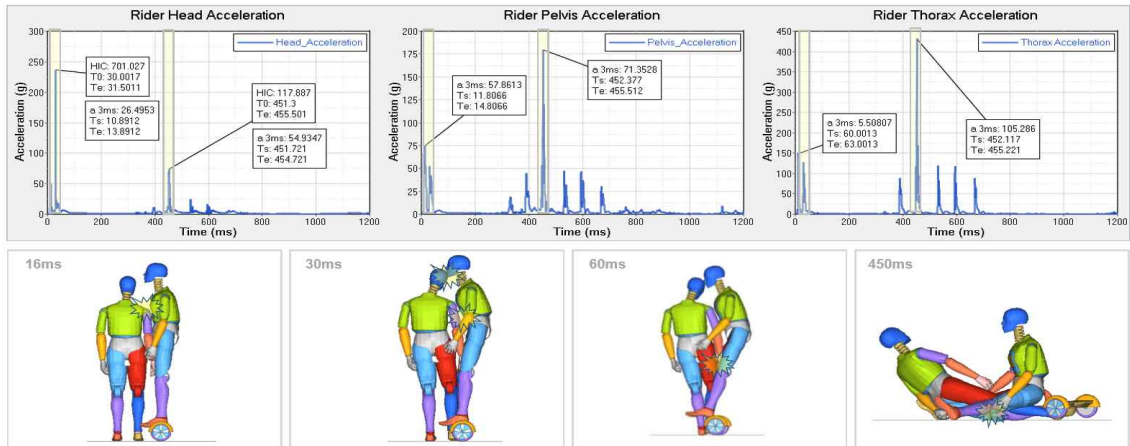 Rider Head Acceleration
300
250
200
150
100
50
0
0
200
400
600
800
1000
1200
Acceleration (g)
Time (ms)
Head_Acceleration
HIC: 701.027
T0: 30.0017
Te: 31.5011
a 3ms: 26.4953
Ts: 10.8912
Te: 13.8912
HIC: 117.887
T0: 451.3
Te: 455.501
a 3ms: 54.9347
Ts: 451.721
Te: 454.721
Rider Pelvis Acceleration
200
175
150
125
100
75
50
25
0
0
200
400
600
800
1000
1200
Acceleration (g)
Time (ms)
Pelvis_Acceleration
a 3ms: 57.8613
Ts: 11.8066
Te: 14.8066
a 3ms: 71.3528
Ts: 452.377
Te: 455.512
Rider Thorax Acceleration
450
400
350
300
250
200
150
100
50
0
0
200
400
600
800
1000
1200
Acceleration (g)
Time (ms)
Thorax Acceleration
a 3ms: 5.50807
Ts: 60.0013
Te: 63.0013
a 3ms: 105.286
Ts: 452.117
Te: 455.221
16ms
30ms
60ms
450ms